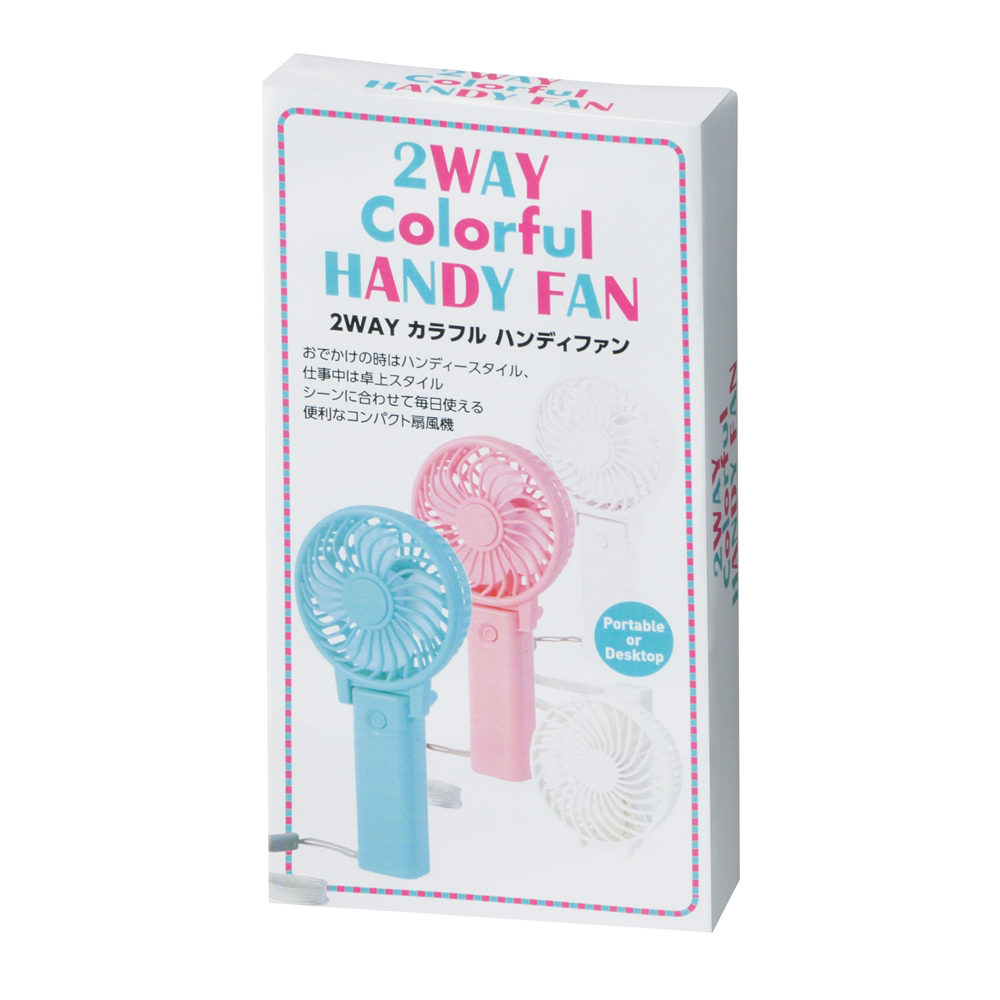 2WAY
Colorful
HANDY FAN
2WAY
Colorful
HANDY FAN
2WAY カラフル ハンディファン
おでかけの時はハンディースタイル、
仕事中は卓上スタイル
シーンに合わせて毎日使える
便利なコンパクト扇風機
Portable
or
Desktop
2WAY
Colorful
HANDY FAN